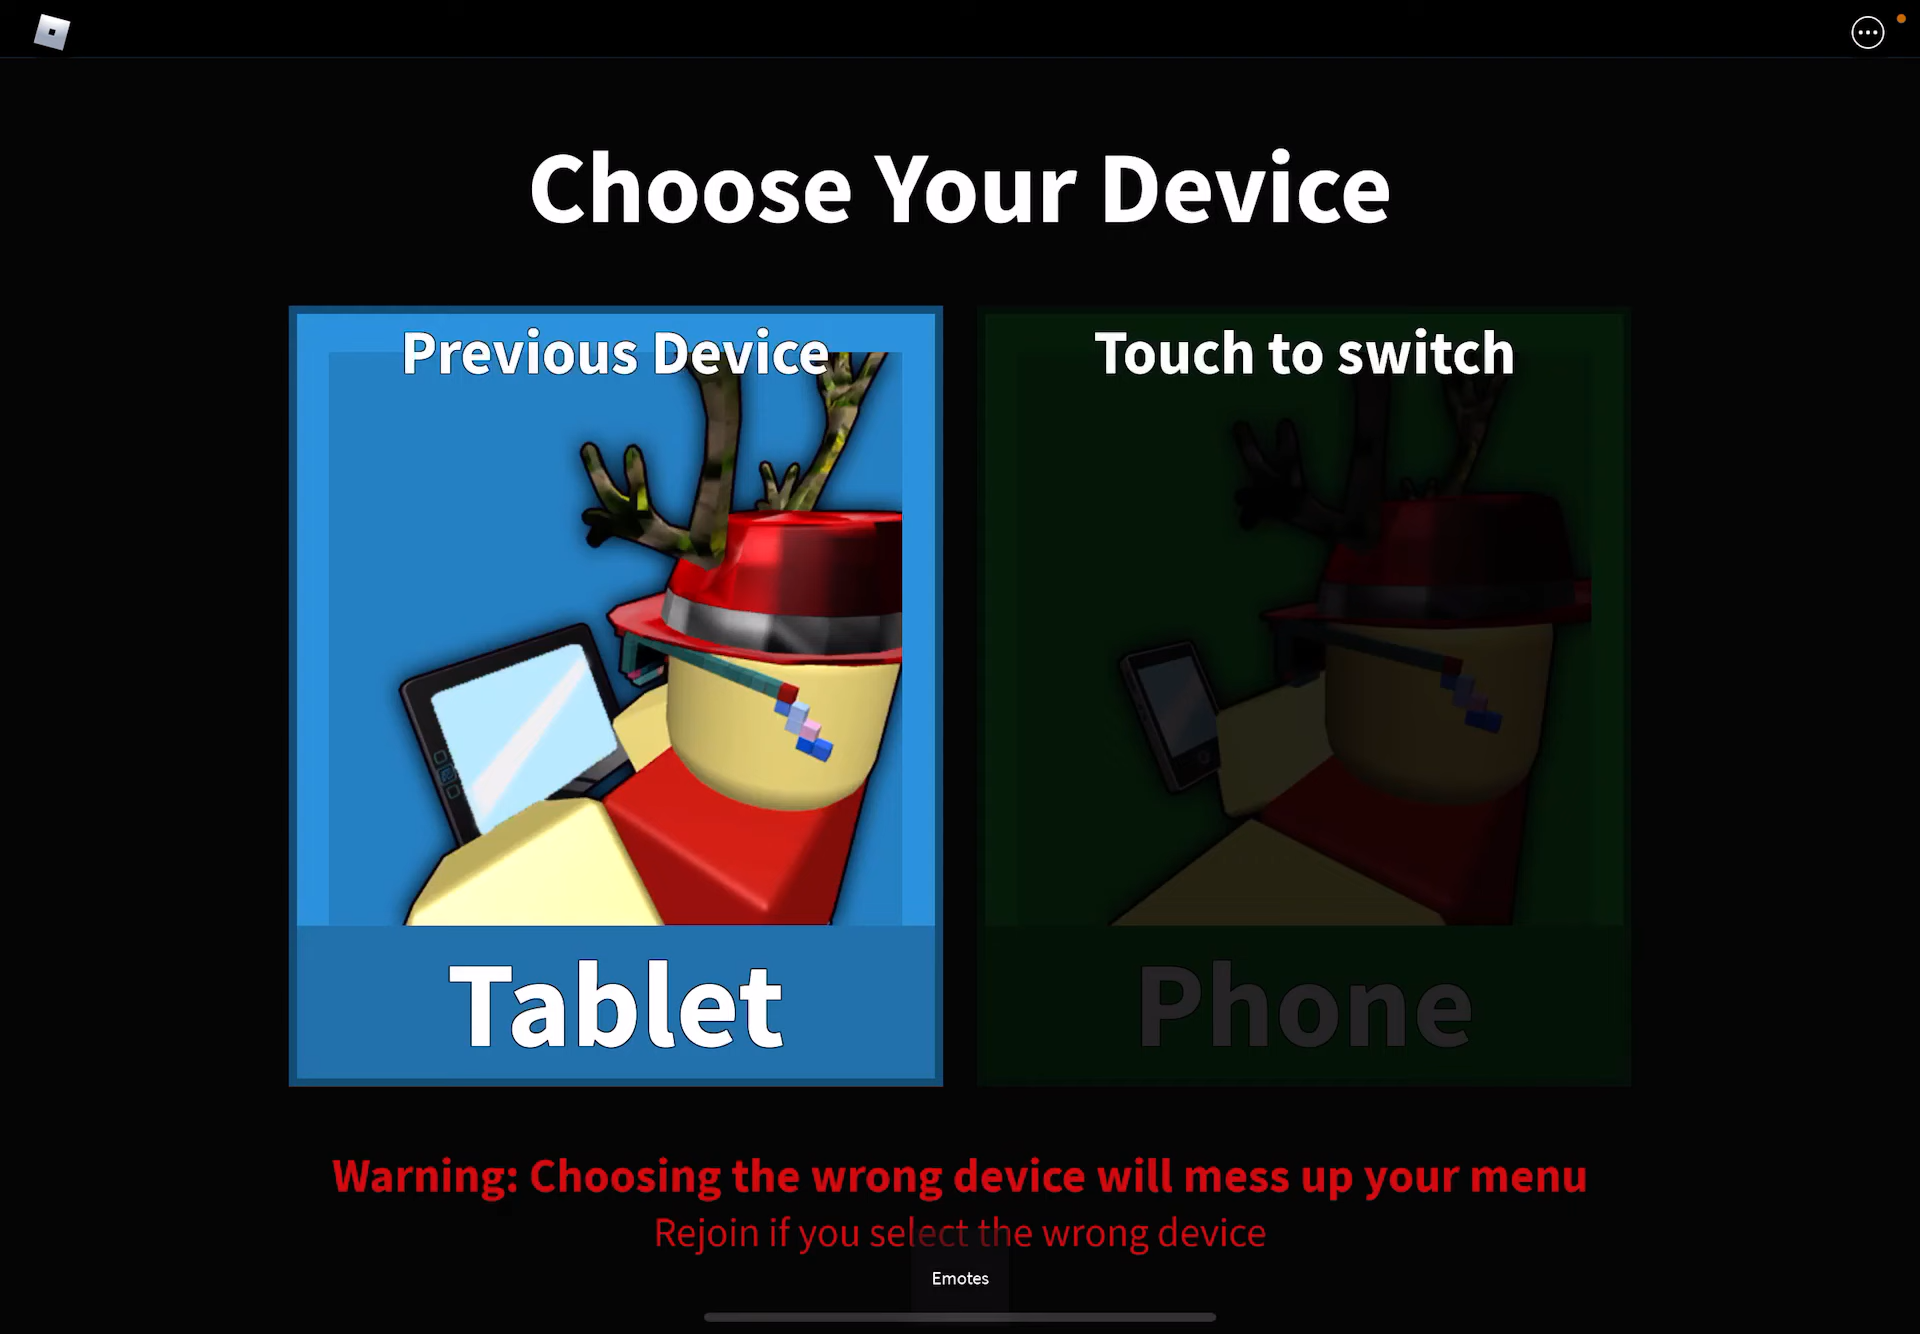 Choose Your Device
Previous Device
Touch to switch
Tablet
Phone
Warning: Choosing the wrong device will mess up your menu
Rejoin if you select the wrong device
Emotes